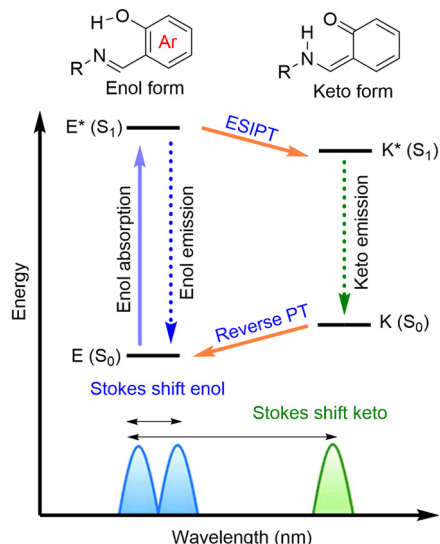 H
O
Ar
N
R
Enol form
O
H
N
R
Keto form
E* (S1)
ESIPT
K* (S1)
Enol absorption
Enol emission
Keto emission
Energy
Reverse PT
K (S0)
E (S0)
Stokes shift enol
Stokes shift keto
Wavelength (nm)